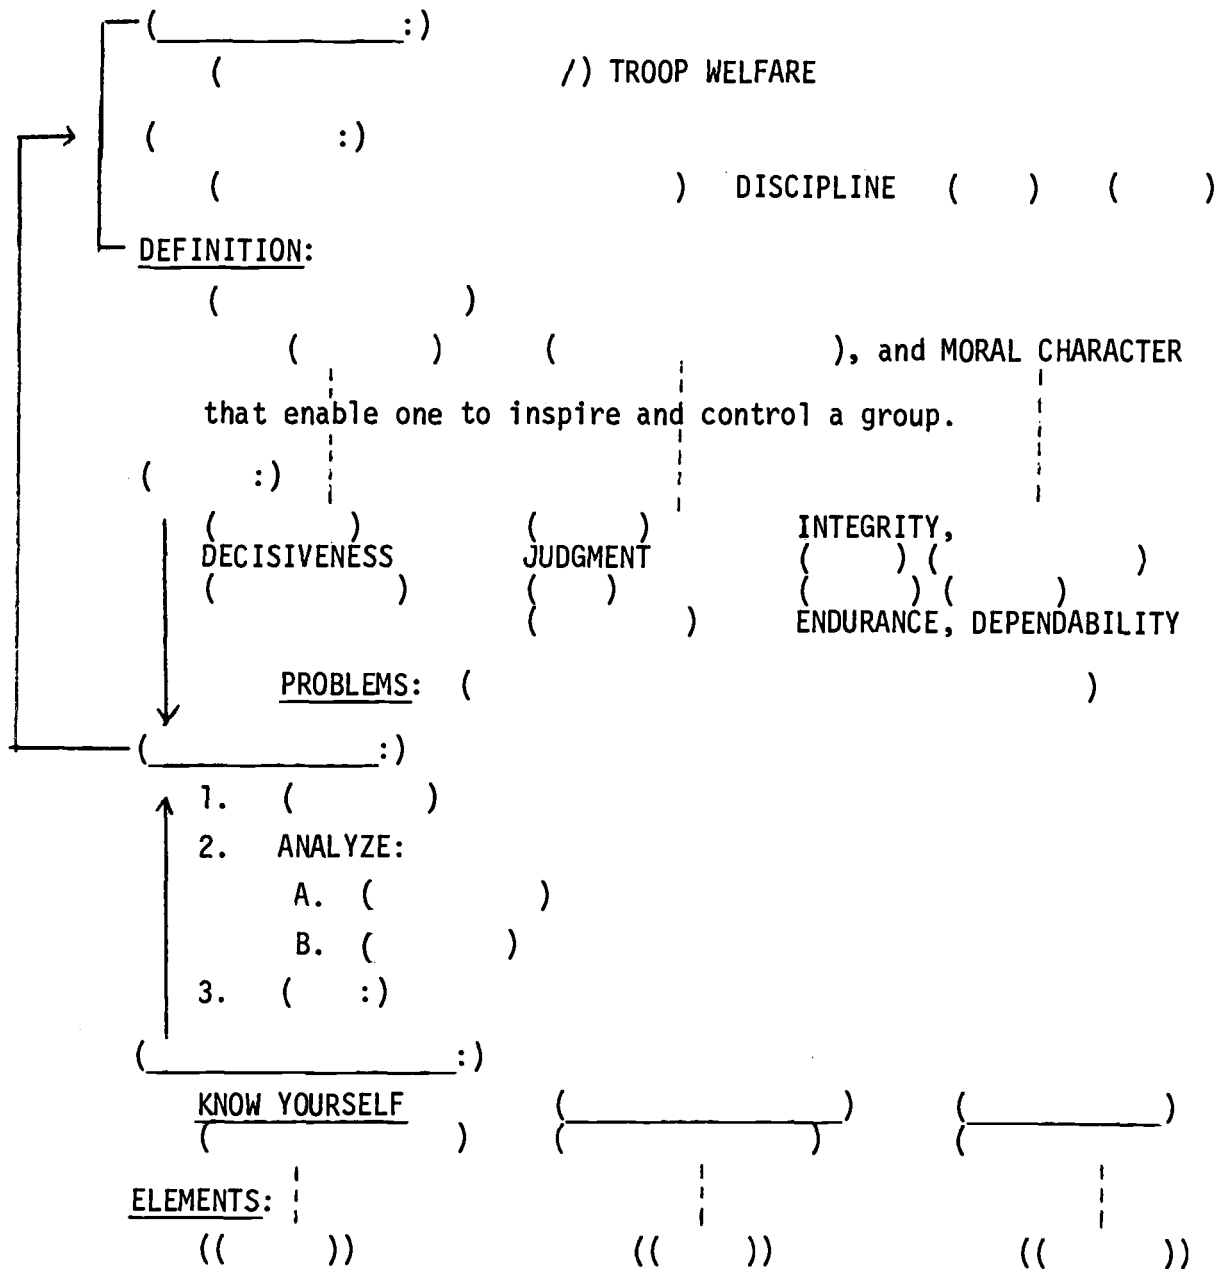 ( :)
( /) TROOP WELFARE
( :)
( ) DISCIPLINE ( ) ( )
DEFINITION:
( )
( ) ( ), and MORAL CHARACTER
that enable one to inspire and control a group.
( :)
( ) ( ) INTEGRITY,
DECISIVENESS JUDGMENT ( ) ( )
( ) ( ) ( ) ( )
( ) ENDURANCE, DEPENDABILITY
PROBLEMS: ( )
( :)
1. ( )
2. ANALYZE:
A. ( )
B. ( )
3. ( :)
( :)
KNOW YOURSELF ( ) ( )
( ) ( ) (
ELEMENTS:
(( )) (( )) (( ))